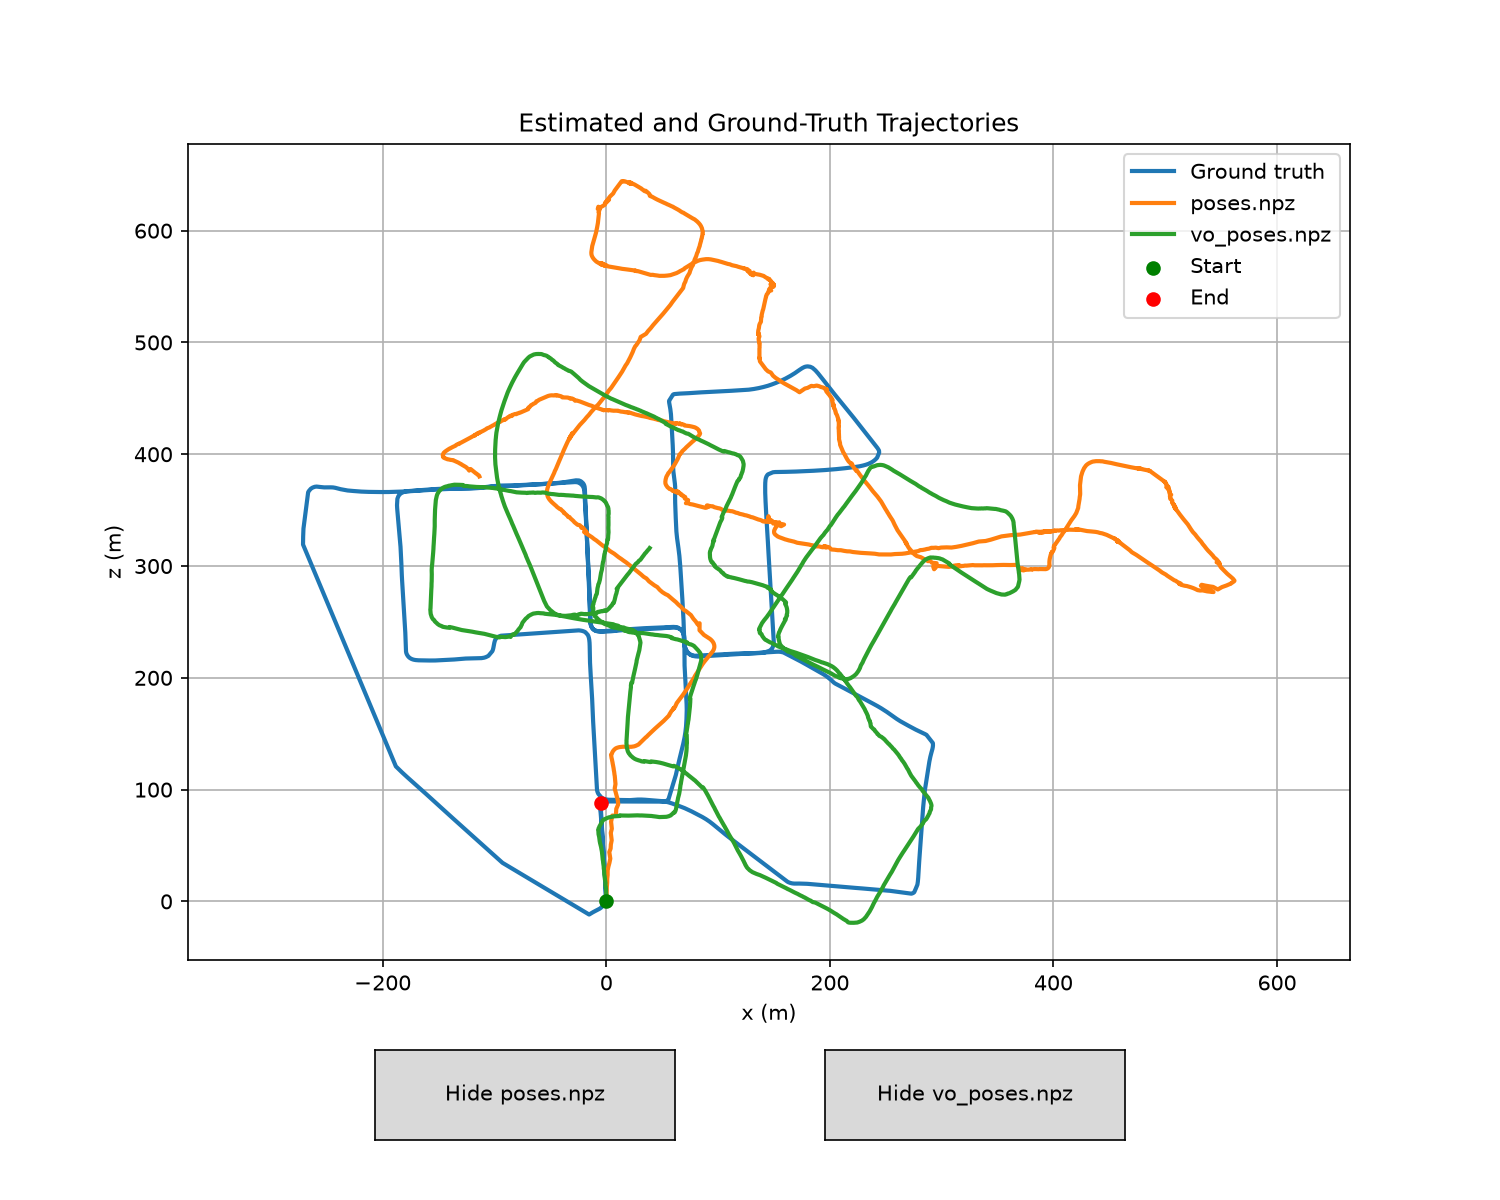 Estimated and Ground-Truth Trajectories
Ground truth
poses.npz
vo_poses.npz
Start
End
600
500
400
300
200
100
0
z (m)
−200
0
200
400
600
x (m)
Hide poses.npz
Hide vo_poses.npz